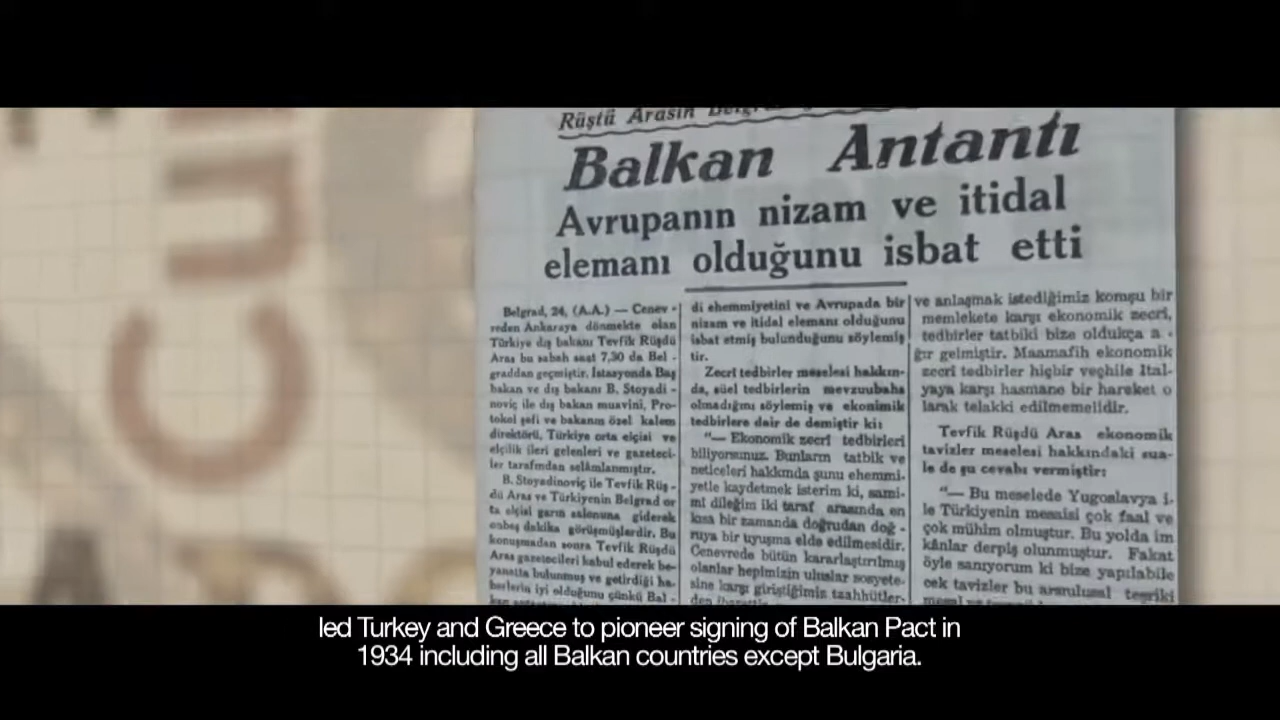 Cu
Rüştü Arasın
Balkan Antantı
Avrupanın nizam ve itidal
elemanı olduğunu isbat etti
Belgrad, 24, (A.A.) — Cenev -
reden Ankaraya dönmekte olan
Türkiye dış bakanı Tevfik Rüşdü
Aras bu sabah saat 7,30 da Bel -
graddan geçmiştir. İstasyonda Baş
bakan ve dış bakanı B. Stoyadi -
noviç ile dış bakan muavini, Pro-
tokol şefi ve bakanın özel kalem
direktörü, Türkiye orta elçisi ve
elçilik ileri gelenleri ve gazeteci-
ler tarafından selâmlanmıştır.
B. Stoyadinoviç ile Tevfik Rüş-
dü Aras ve Türkiyenin Belgrad or
ta elçisi garın salonuna giderek
onbeş dakika görüşmüşlerdir. Bu
konuşmadan sonra Tevfik Rüşdü
Aras gazetecileri kabul ederek be-
yanatta bulunmuş ve getirdiği ha-
berlerin iyi olduğunu çünkü Bal -
di ehemmiyetini ve Avrupada bir
nizam ve itidal elemanı olduğunu
isbat etmiş bulunduğunu söylemiş
tir.
Zecrî tedbirler meselesi hakkın-
da, süel tedbirlerin mevzuubahs
olmadığını söylemiş ve ekonimik
tedbirlere dair de demiştir ki:
"— Ekonomik zecrî tedbirleri
biliyorsunuz. Bunların tatbik ve
neticeleri hakkında şunu ehemmi-
yetle kaydetmek isterim ki, sami-
mî dileğim iki taraf arasında en
kısa bir zamanda doğrudan doğ -
ruya bir uyuşma elde edilmesidir.
Cenevrede bütün kararlaştırılmış
olanlar hepimizin uluslar sosyete-
sine karşı giriştiğimiz taahhütler-
den ibarettir
ve anlaşmak istediğimiz komşu bir
memlekete karşı ekonomik zecrî,
tedbirler tatbiki bize oldukça a -
ğır gelmiştir. Maamafih ekonomik
zecrî tedbirler hiçbir veçhile Ital-
yaya karşı hasmane bir hareket o
larak telakki edilmemelidir.
Tevfik Rüşdü Aras ekonomik
tavizler meselesi hakkındaki sua-
le de şu cevabı vermiştir:
"— Bu meselede Yugoslavya i-
le Türkiyenin mesaisi çok faal ve
çok mühim olmuştur. Bu yolda im
kânlar derpiş olunmuştur. Fakat
öyle sanıyorum ki bize yapılabile
cek tavizler bu arsıulusal teşriki
led Turkey and Greece to pioneer signing of Balkan Pact in
1934 including all Balkan countries except Bulgaria.